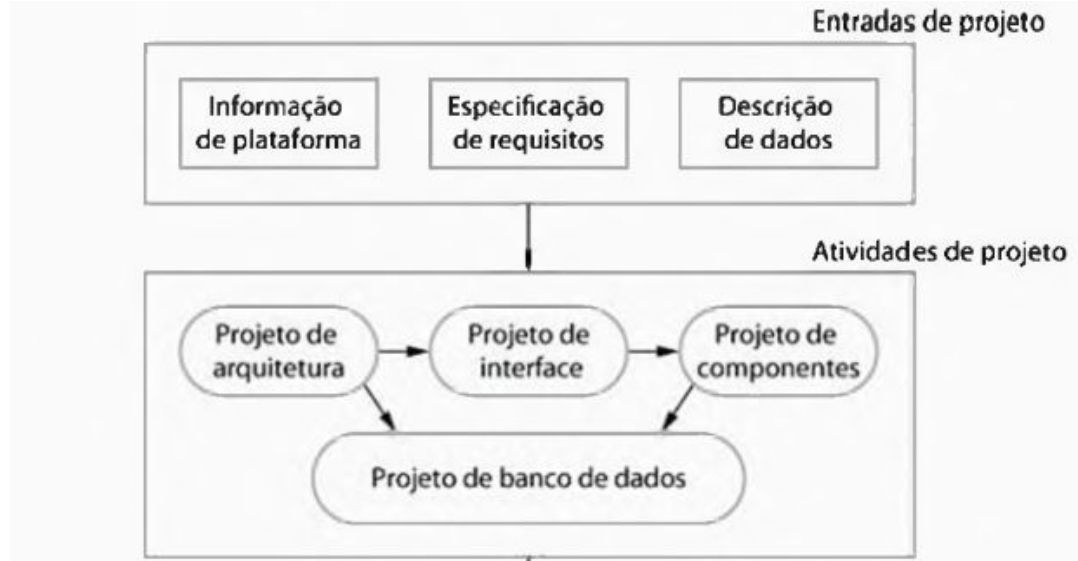 Entradas de projeto
Informação
de plataforma
Especificação
de requisitos
Descrição
de dados
Atividades de projeto
Projeto de
arquitetura
Projeto de
interface
Projeto de
componentes
Projeto de banco de dados